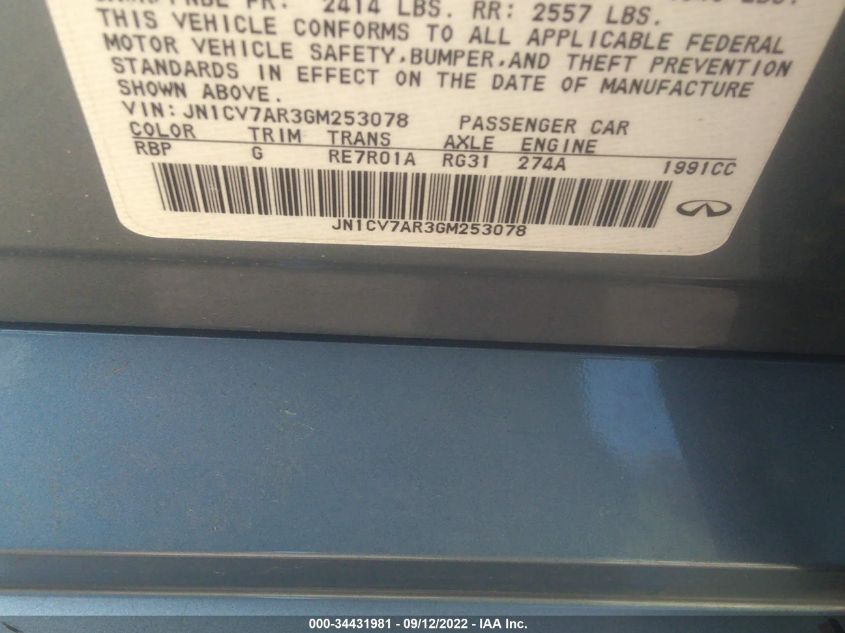 PR: 2414 LBS. RR: 2557 LBS.
THIS VEHICLE CONFORMS TO ALL APPLICABLE FEDERAL
MOTOR VEHICLE SAFETY,BUMPER,AND THEFT PREVENTION
STANDARDS IN EFFECT ON THE DATE OF MANUFACTURE
SHOWN ABOVE.
VIN:JN1CV7AR3GM253078 PASSENGER CAR
COLOR TRIM TRANS AXLE ENGINE
RBP G RE7R01A RG31 274A 1991CC
JN1CV7AR3GM253078
000-34431981 - 09/12/2022 - IAA Inc.